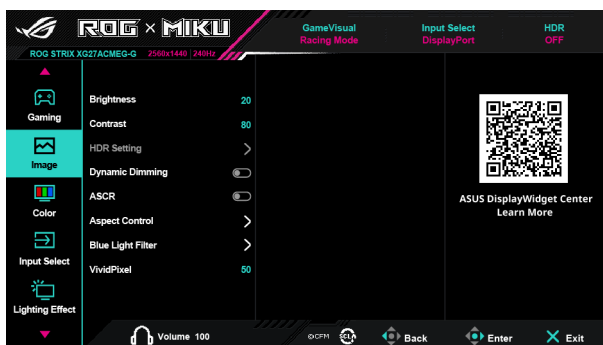 ROG × MIKU
GameVisual
Racing Mode
Input Select
DisplayPort
HDR
OFF
ROG STRIX XG27ACMEG-G 2560x1440 240Hz
Gaming
Image
Color
Input Select
Lighting Effect
Brightness 20
Contrast 80
HDR Setting
Dynamic Dimming
ASCR
Aspect Control
Blue Light Filter
VividPixel 50
ASUS DisplayWidget Center
Learn More
Volume 100
©CFM
Back
Enter
Exit